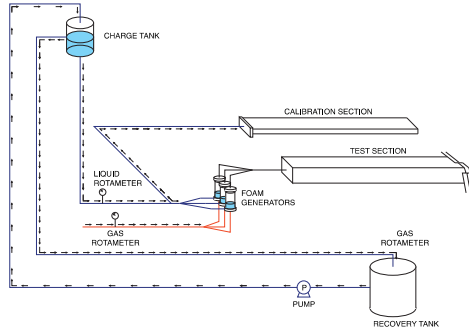 CHARGE TANK
CALIBRATION SECTION
TEST SECTION
LIQUID
ROTAMETER
FOAM
GENERATORS
GAS
ROTAMETER
GAS
ROTAMETER
P
PUMP
RECOVERY TANK